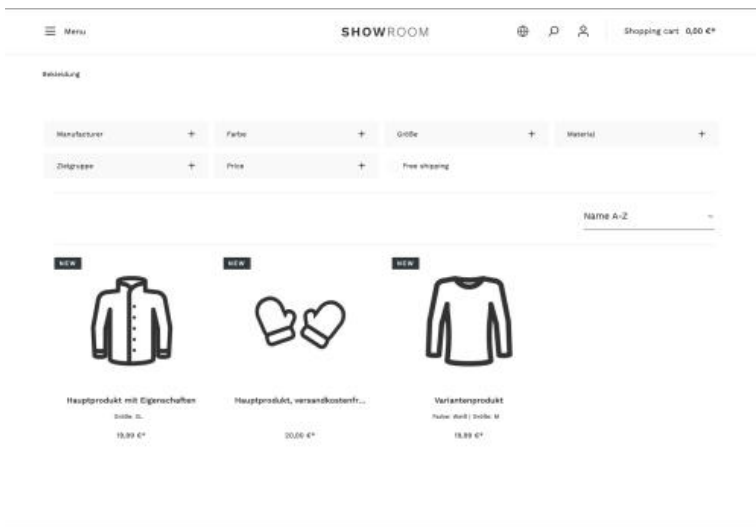 Menu
SHOWROOM
Shopping cart 0,00 €*
Bekleidung
Manufacturer +
Farbe +
Größe +
Material +
Zielgruppe +
Price +
Free shipping
Name A-Z
NEW
NEW
NEW
Hauptprodukt mit Eigenschaften
Hauptprodukt, versandkostenfr...
Variantenprodukt
Größe:
Farbe: Weiß | Größe: M
19,99 €*
20,00 €*
19,99 €*